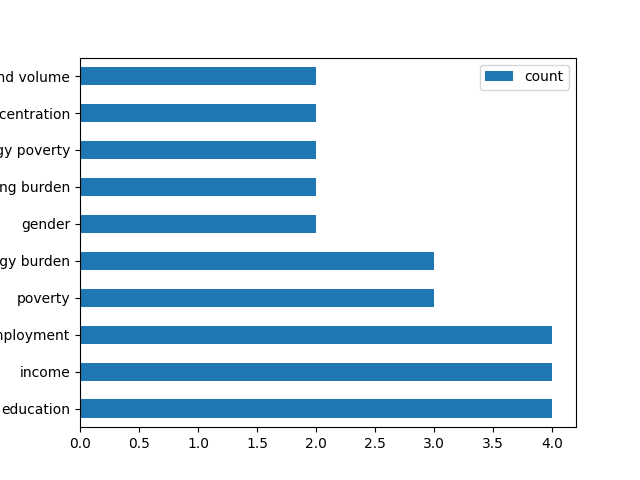 nd volume
count
centration
gy poverty
ng burden
gender
gy burden
poverty
nployment
income
education
0.0 0.5 1.0 1.5 2.0 2.5 3.0 3.5 4.0